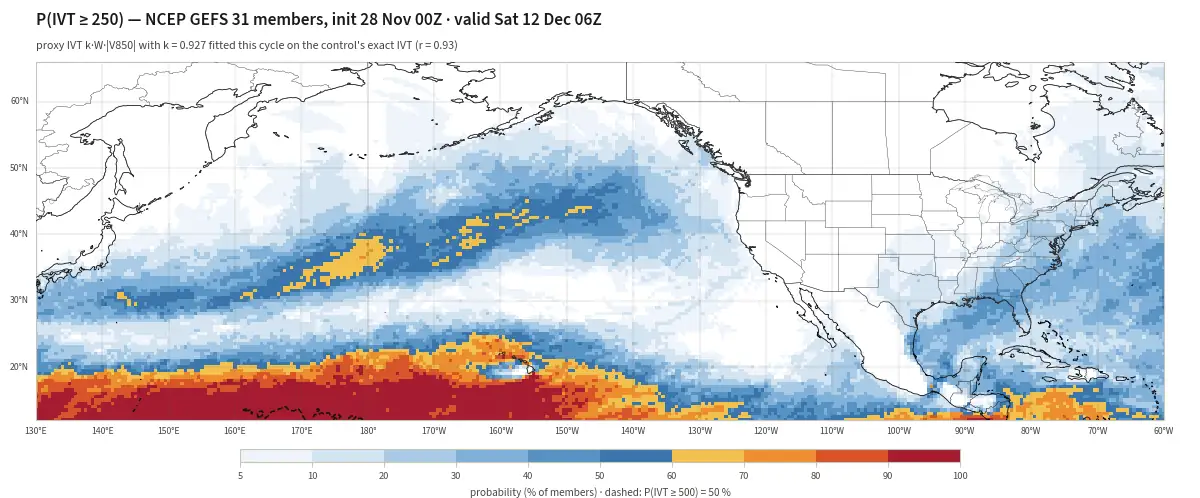 P(IVT ≥ 250) — NCEP GEFS 31 members, init 28 Nov 00Z · valid Sat 12 Dec 06Z
proxy IVT k·W·|V850| with k = 0.927 fitted this cycle on the control's exact IVT (r = 0.93)
60°N
50°N
40°N
30°N
20°N
130°E 140°E 150°E 160°E 170°E 180° 170°W 160°W 150°W 140°W 130°W 120°W 110°W 100°W 90°W 80°W 70°W 60°W
5 10 20 30 40 50 60 70 80 90 100
probability (% of members) · dashed: P(IVT ≥ 500) = 50 %